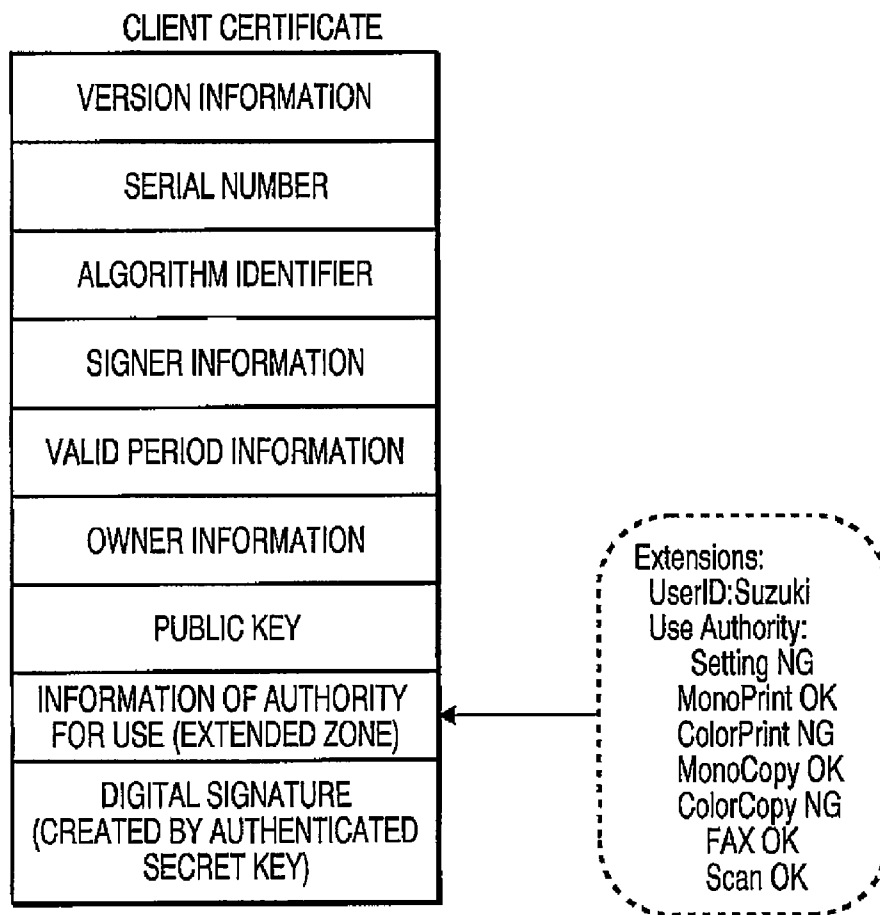 CLIENT CERTIFICATE
VERSION INFORMATION
SERIAL NUMBER
ALGORITHM IDENTIFIER
SIGNER INFORMATION
VALID PERIOD INFORMATION
OWNER INFORMATION
PUBLIC KEY
INFORMATION OF AUTHORITY
FOR USE (EXTENDED ZONE)
DIGITAL SIGNATURE
(CREATED BY AUTHENTICATED
SECRET KEY)
Extensions:
UserID:Suzuki
Use Authority:
Setting NG
MonoPrint OK
ColorPrint NG
MonoCopy OK
ColorCopy NG
FAX OK
Scan OK